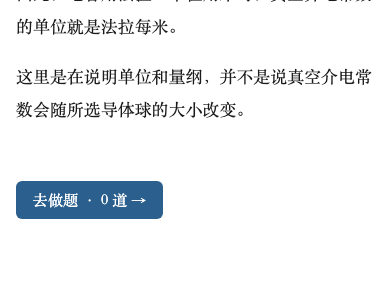 的单位就是法拉每米。
这里是在说明单位和量纲，并不是说真空介电常
数会随所选导体球的大小改变。
去做题 · 0 道 →